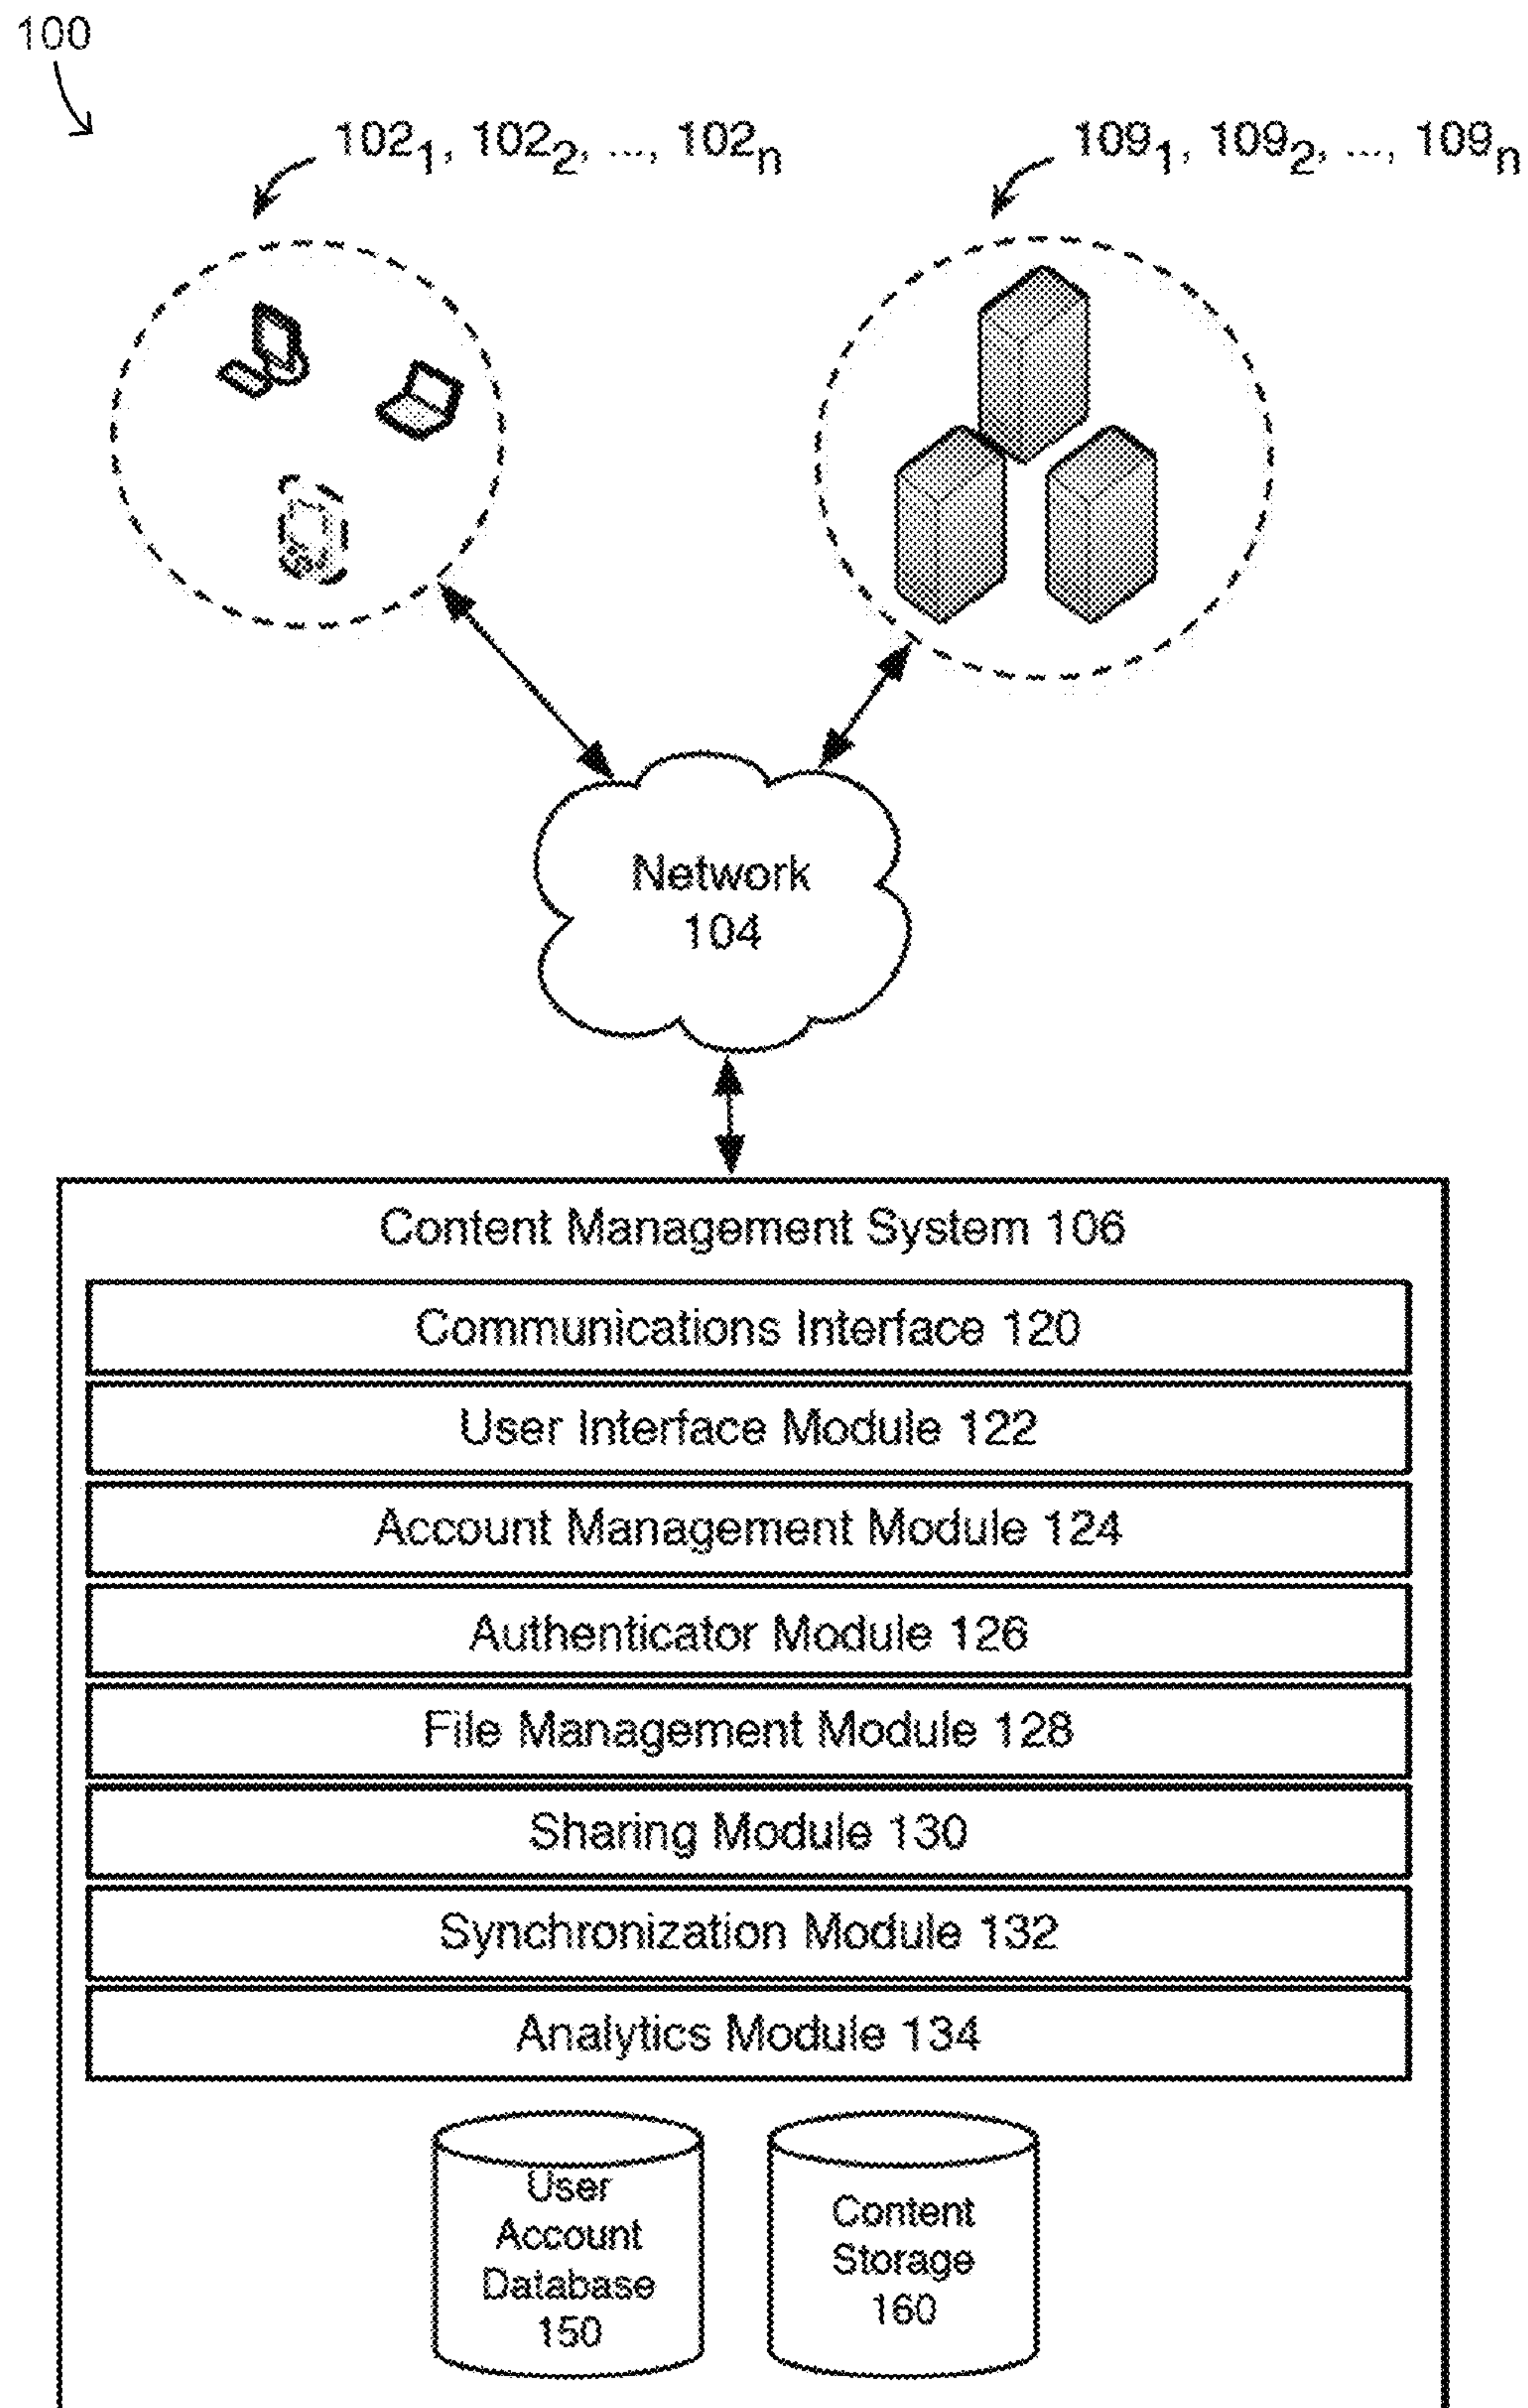 100
102₁, 102₂, ..., 102ₙ
109₁, 109₂, ..., 109ₙ
Network
104
Content Management System 106
Communications Interface 120
User Interface Module 122
Account Management Module 124
Authenticator Module 126
File Management Module 128
Sharing Module 130
Synchronization Module 132
Analytics Module 134
User
Account
Database
150
Content
Storage
160